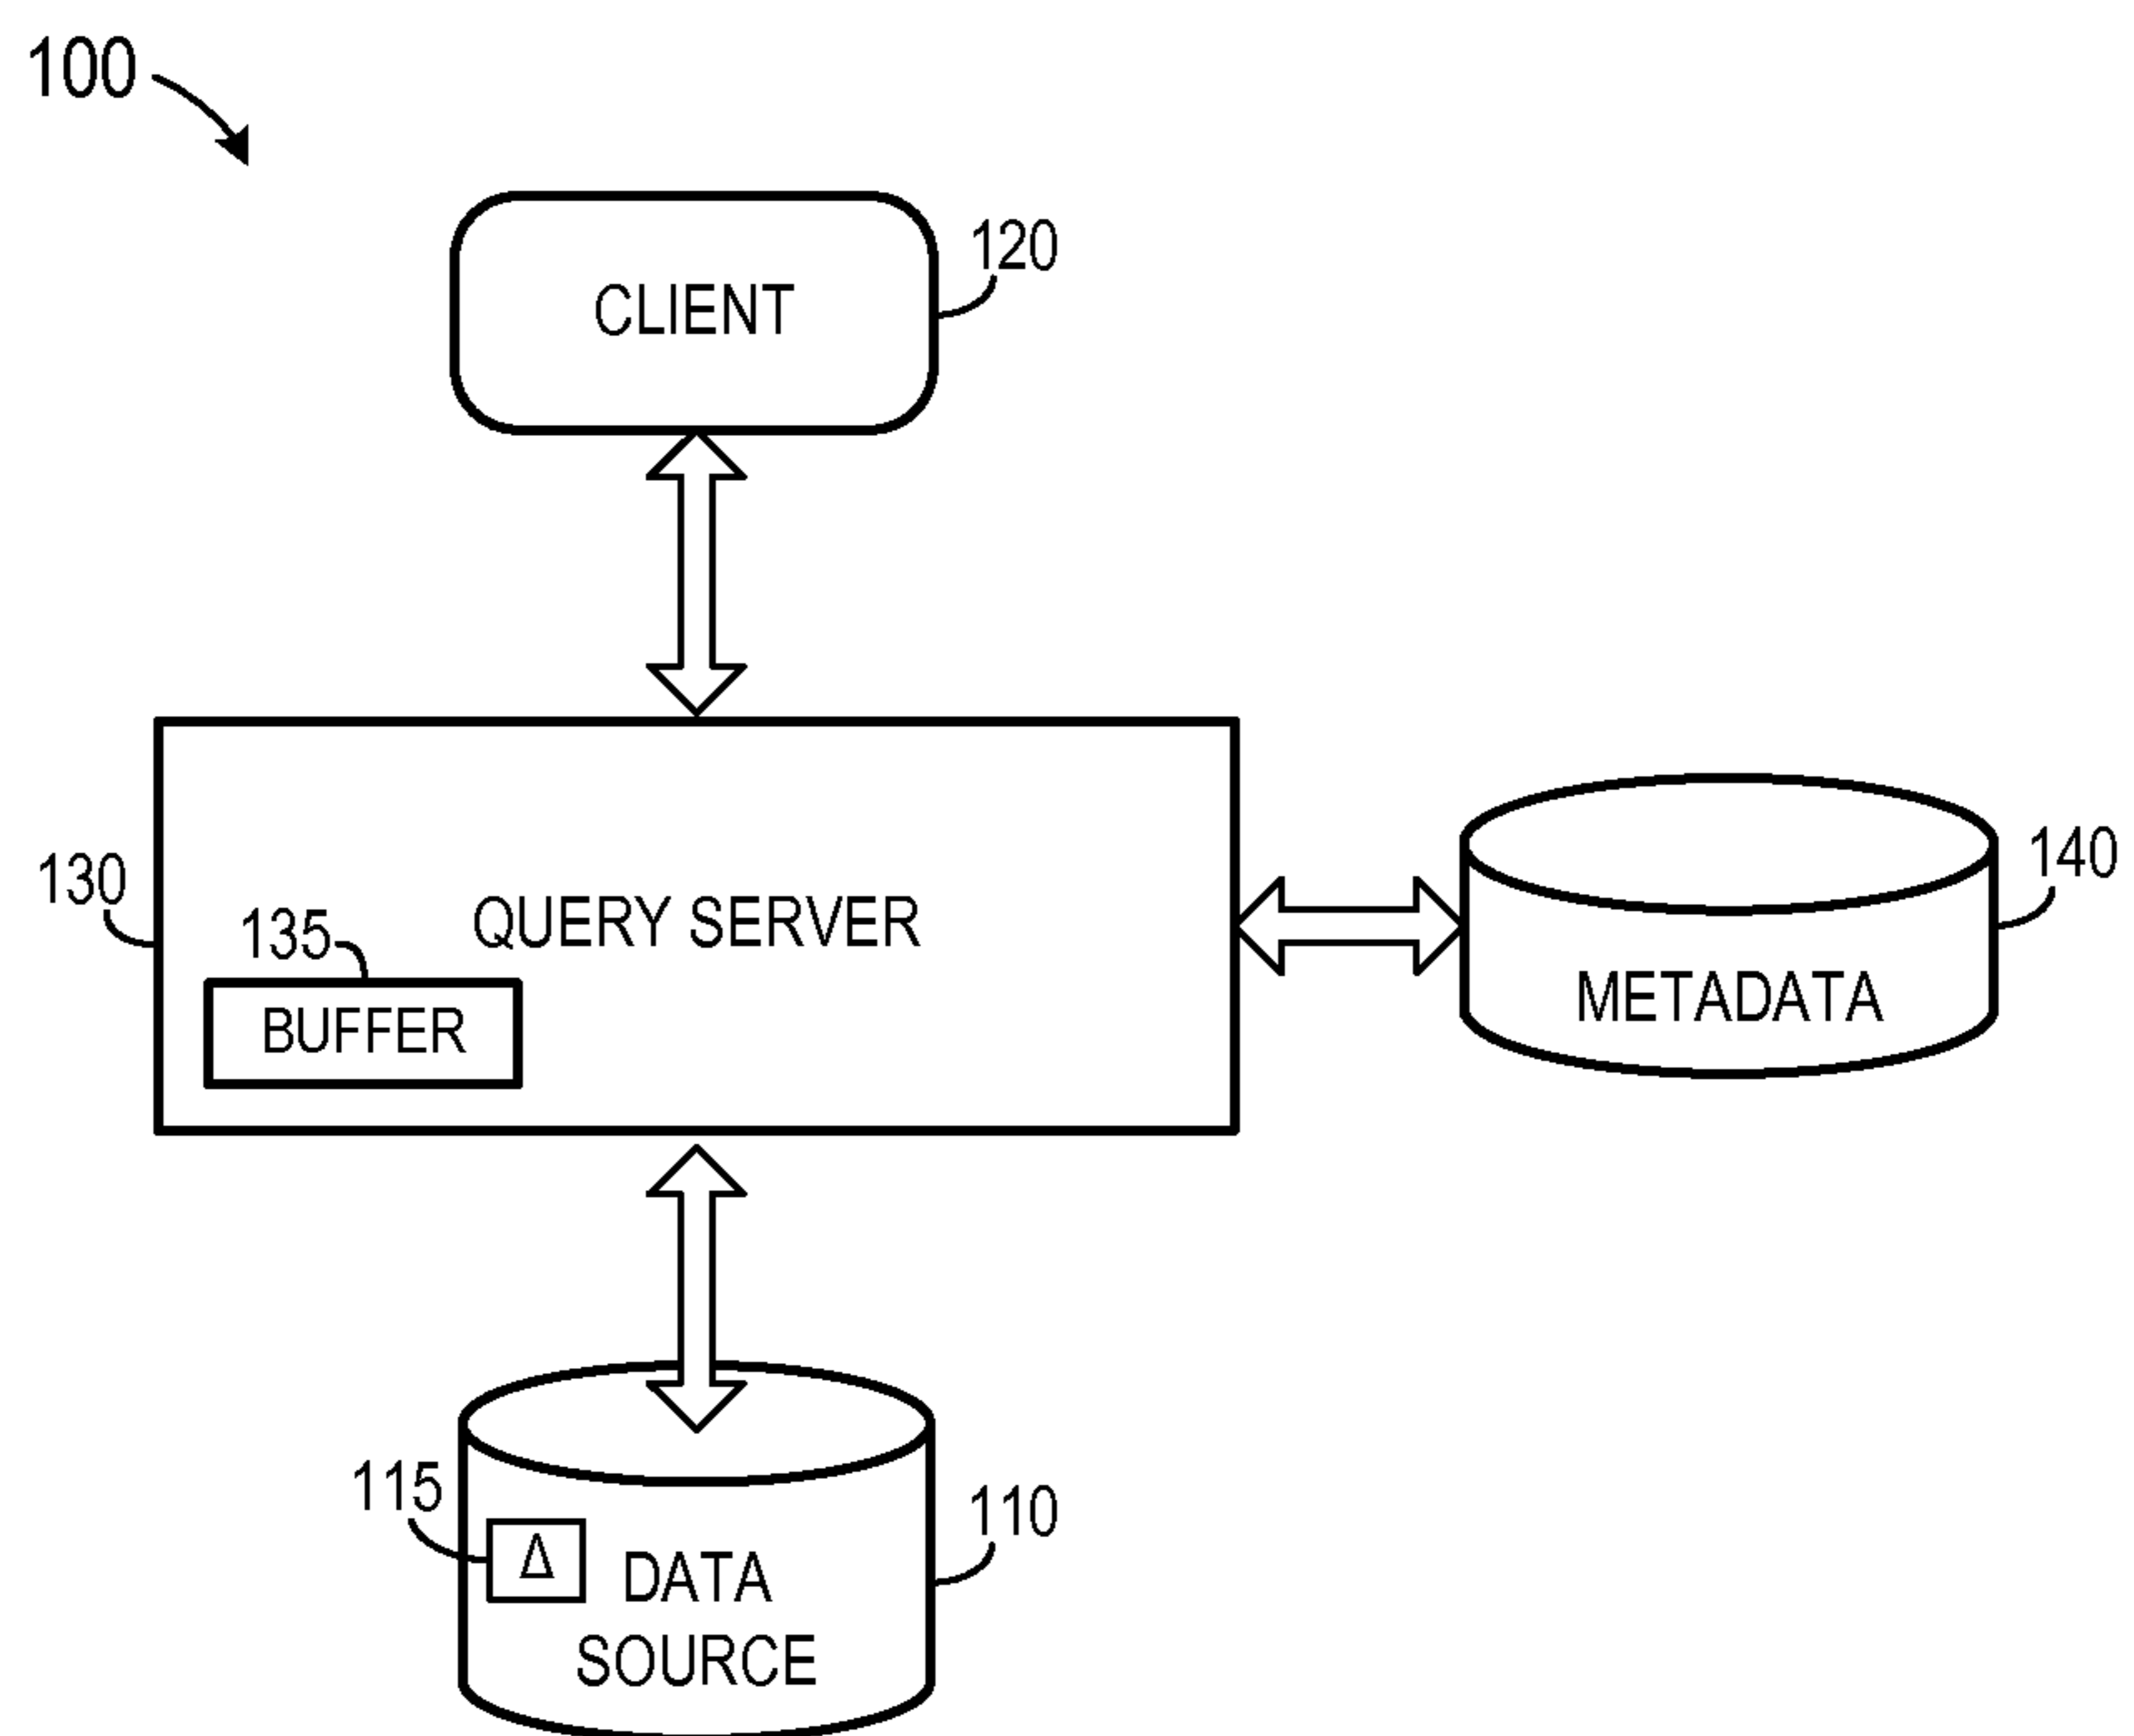 100
120
CLIENT
130
135
QUERY SERVER
BUFFER
140
METADATA
115
Δ
110
DATA
SOURCE